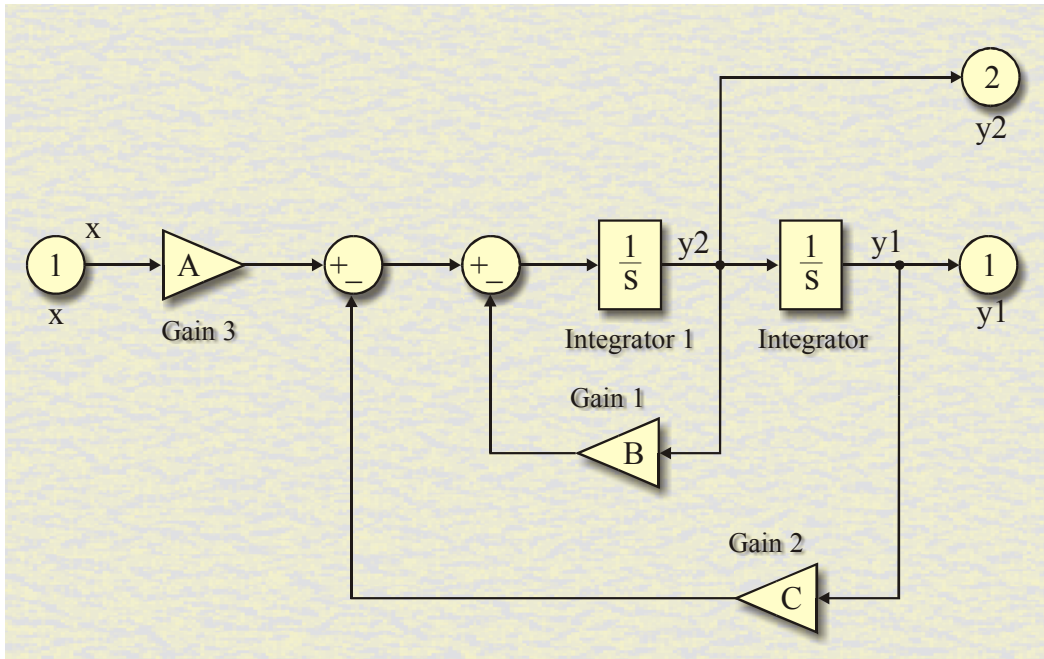 2
y2
x
1
x
A
Gain 3
+
−
+
−
1
s
Integrator 1
y2
1
s
Integrator
y1
1
y1
Gain 1
B
Gain 2
C